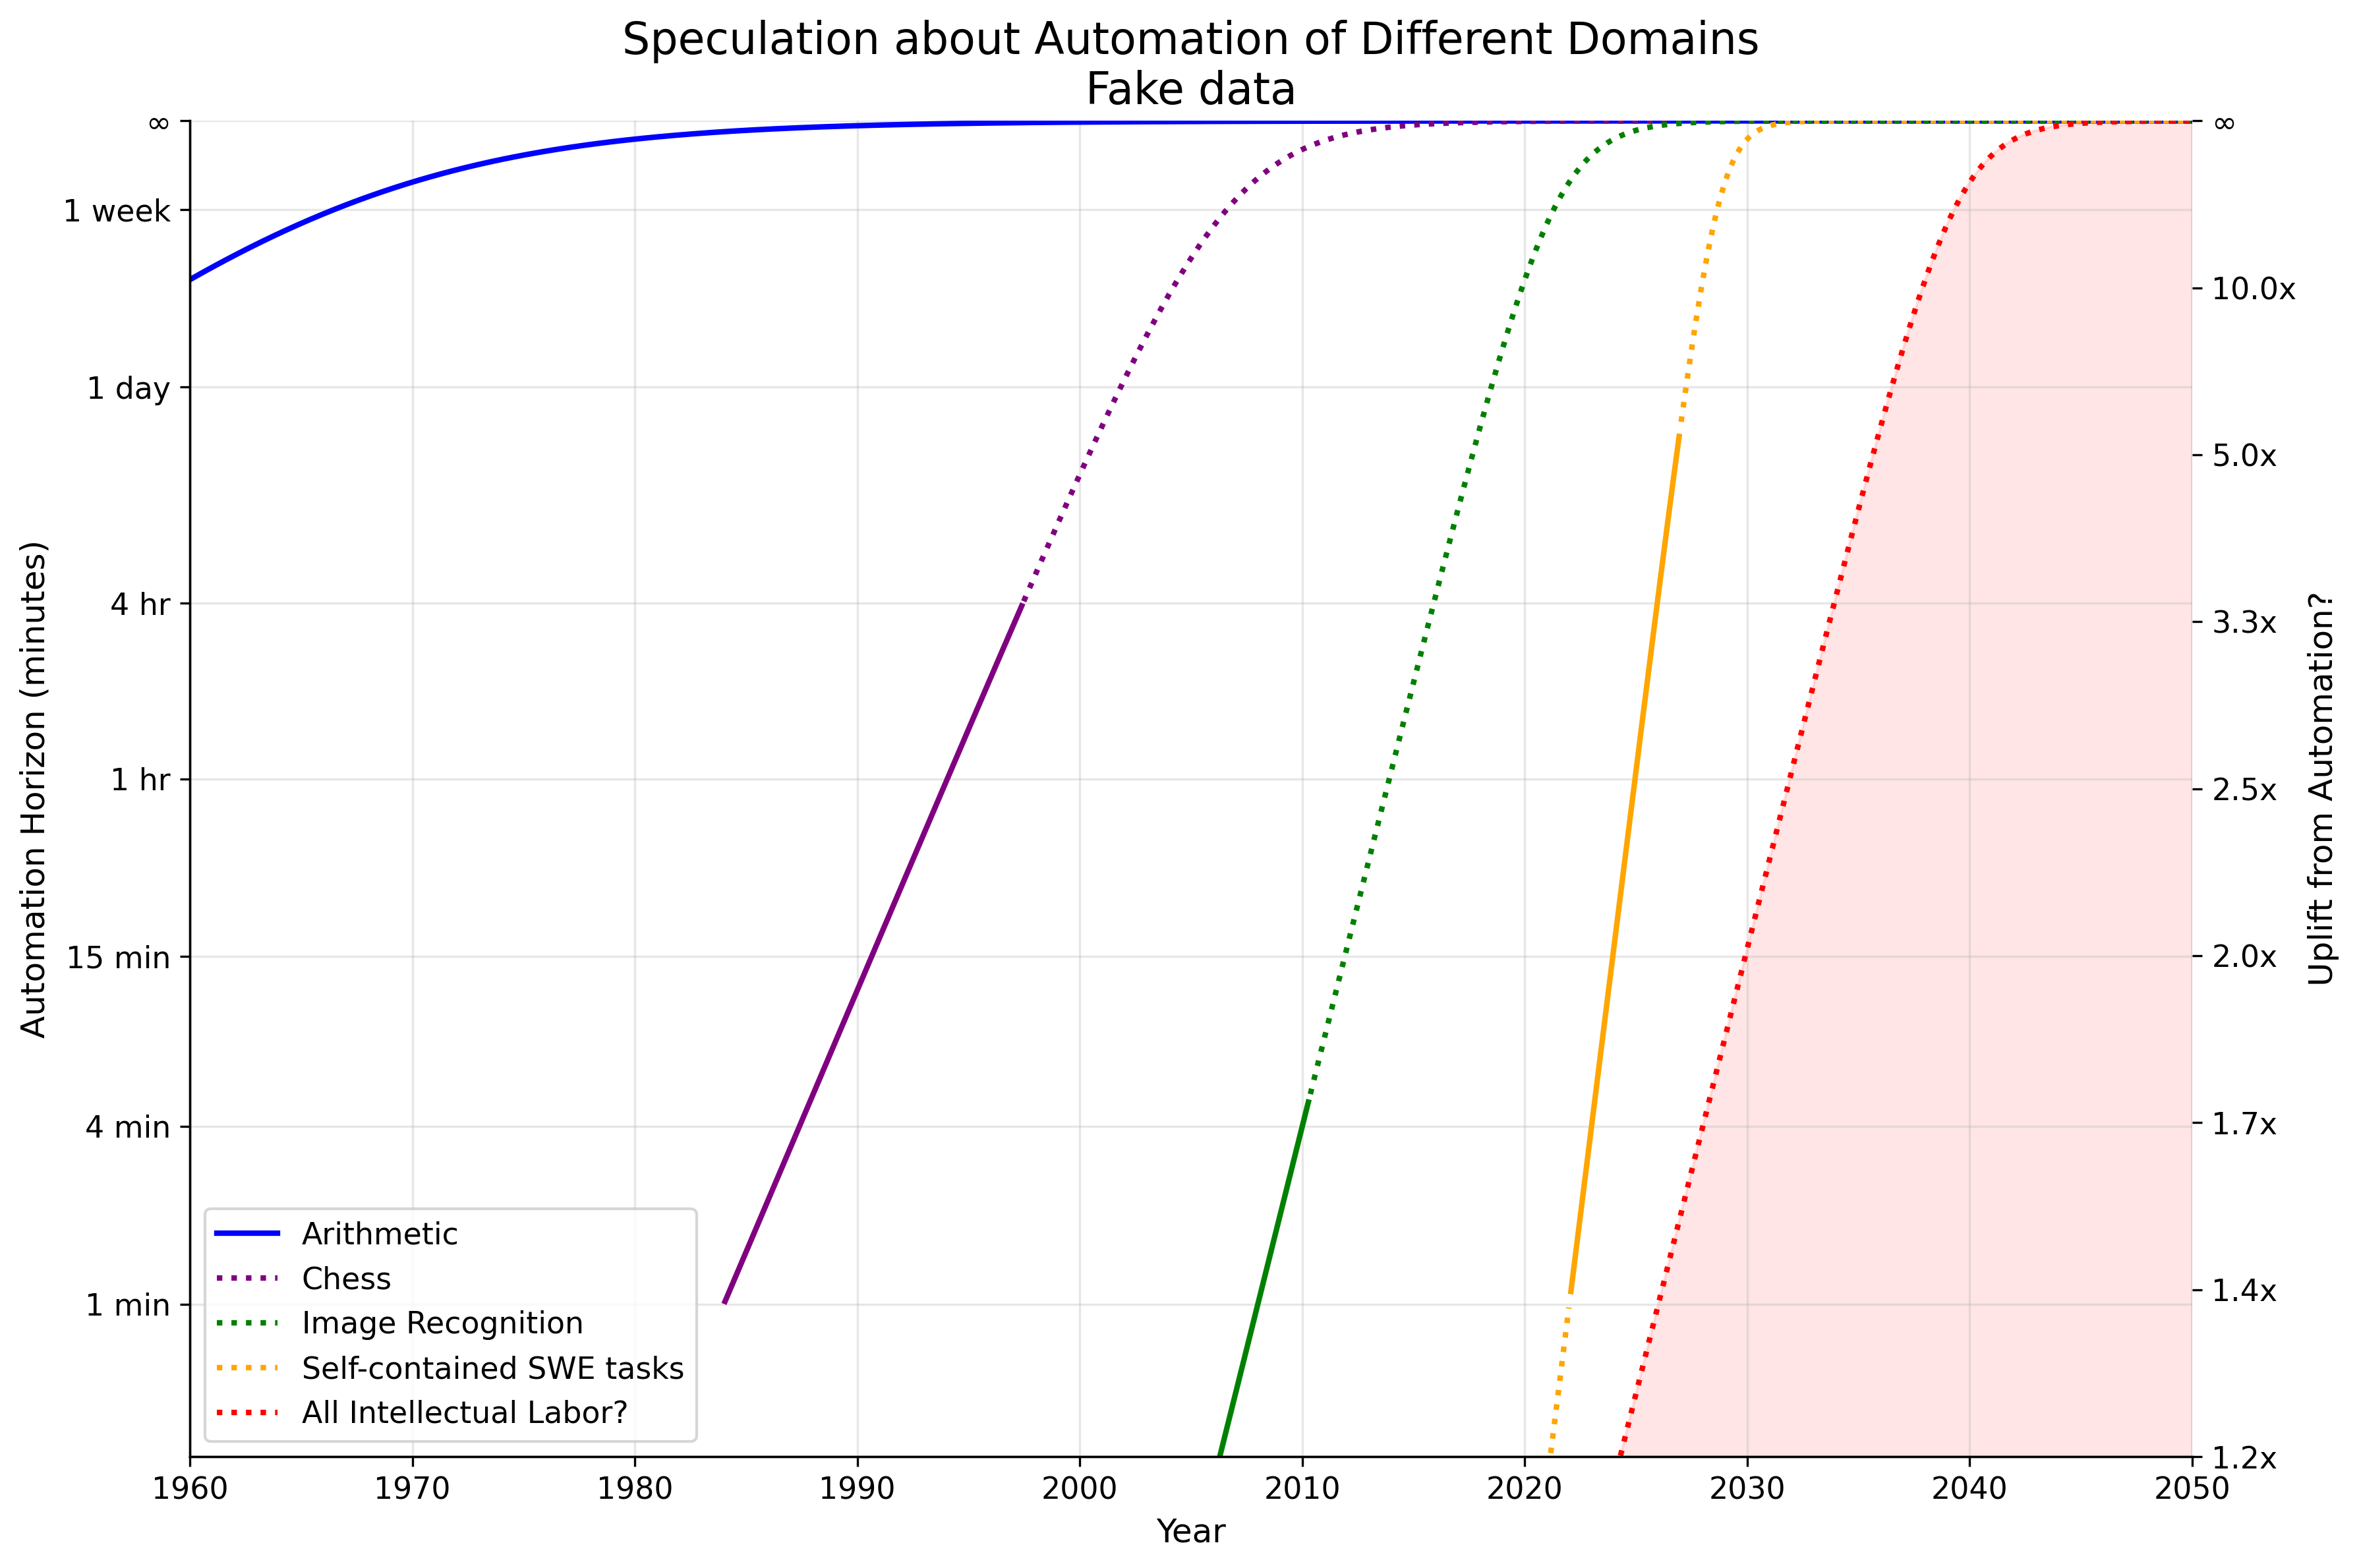 Speculation about Automation of Different Domains
Fake data
Automation Horizon (minutes)
∞
1 week
1 day
4 hr
1 hr
15 min
4 min
1 min
∞
10.0x
5.0x
3.3x
2.5x
2.0x
1.7x
1.4x
1.2x
Uplift from Automation?
Arithmetic
Chess
Image Recognition
Self-contained SWE tasks
All Intellectual Labor?
1960 1970 1980 1990 2000 2010 2020 2030 2040 2050
Year